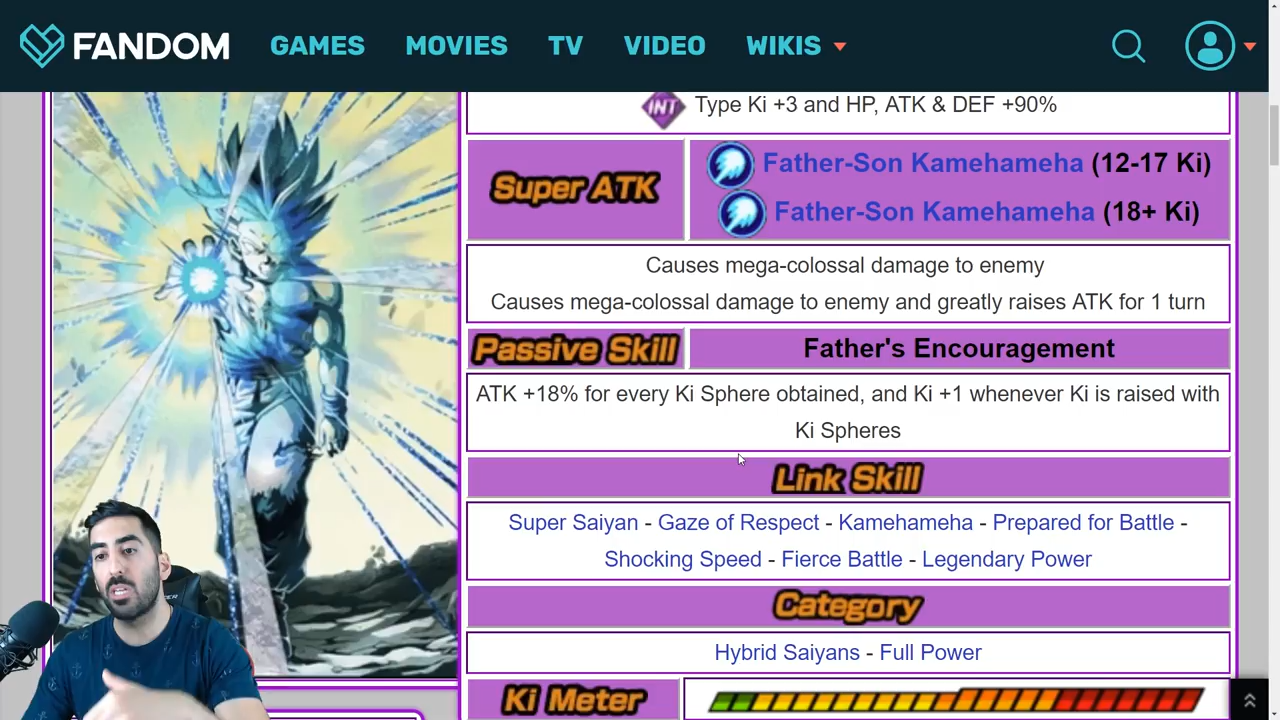 FANDOM GAMES MOVIES TV VIDEO WIKIS
INT Type Ki +3 and HP, ATK & DEF +90%
Super ATK
Father-Son Kamehameha (12-17 Ki)
Father-Son Kamehameha (18+ Ki)
Causes mega-colossal damage to enemy
Causes mega-colossal damage to enemy and greatly raises ATK for 1 turn
Passive Skill Father's Encouragement
ATK +18% for every Ki Sphere obtained, and Ki +1 whenever Ki is raised with
Ki Spheres
Link Skill
Super Saiyan - Gaze of Respect - Kamehameha - Prepared for Battle -
Shocking Speed - Fierce Battle - Legendary Power
Category
Hybrid Saiyans - Full Power
Ki Meter